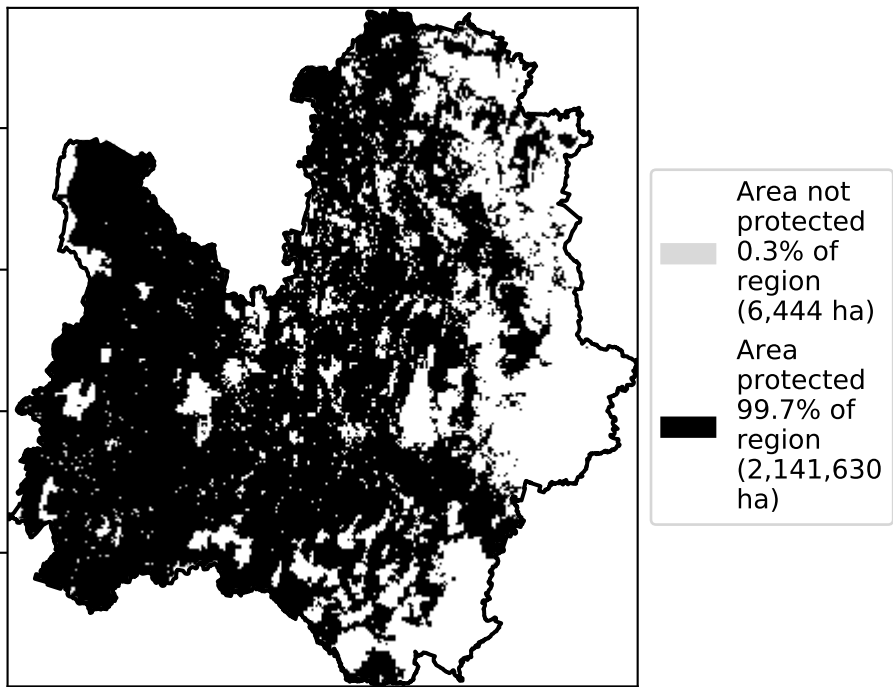 Area not
protected
0.3% of
region
(6,444 ha)
Area
protected
99.7% of
region
(2,141,630
ha)